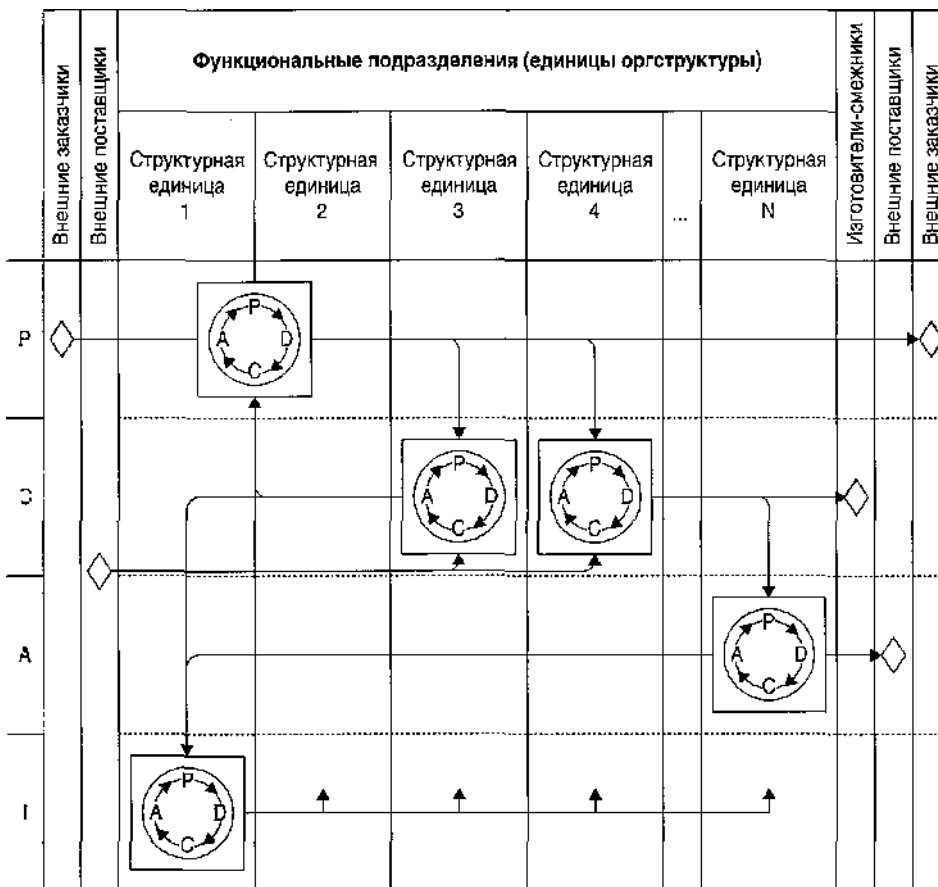 Функциональные подразделения (единицы оргструктуры)
Внешние заказчики
Внешние поставщики
Структурная
единица
1
Структурная
единица
2
Структурная
единица
3
Структурная
единица
4
...
Структурная
единица
N
Изготовители-смежники
Внешние поставщики
Внешние заказчики
P
P
A
D
C
P
A
D
C
P
A
D
C
A
P
A
D
C
P
A
D
C